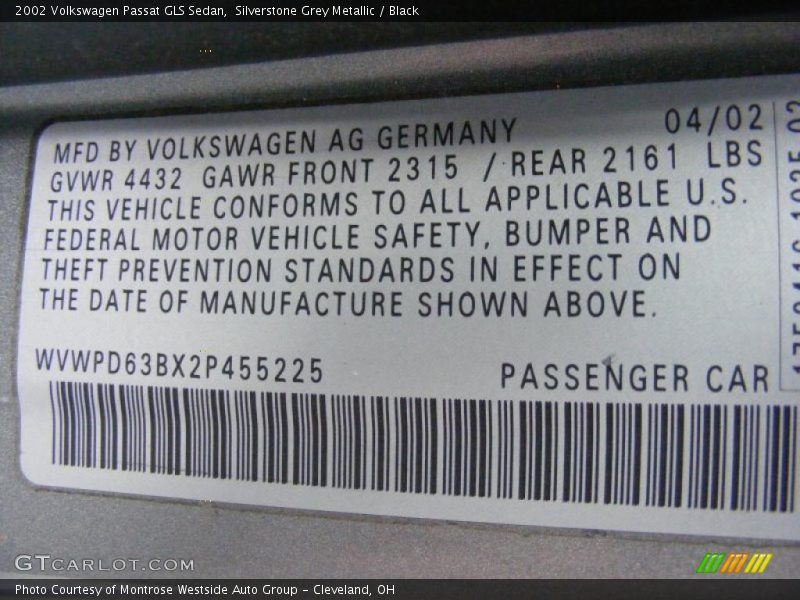 2002 Volkswagen Passat GLS Sedan, Silverstone Grey Metallic / Black
MFD BY VOLKSWAGEN AG GERMANY 04/02
GVWR 4432 GAWR FRONT 2315 / REAR 2161 LBS
THIS VEHICLE CONFORMS TO ALL APPLICABLE U.S.
FEDERAL MOTOR VEHICLE SAFETY, BUMPER AND
THEFT PREVENTION STANDARDS IN EFFECT ON
THE DATE OF MANUFACTURE SHOWN ABOVE.
WVWPD63BX2P455225 PASSENGER CAR
GTCARLOT.COM
Photo Courtesy of Montrose Westside Auto Group – Cleveland, OH